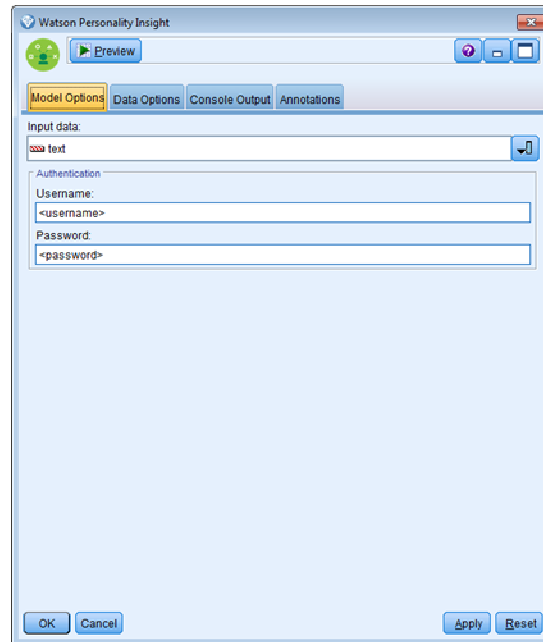 Watson Personality Insight
Preview
Model Options Data Options Console Output Annotations
Input data:
text
Authentication
Username:
<username>
Password:
<password>
OK Cancel Apply Reset